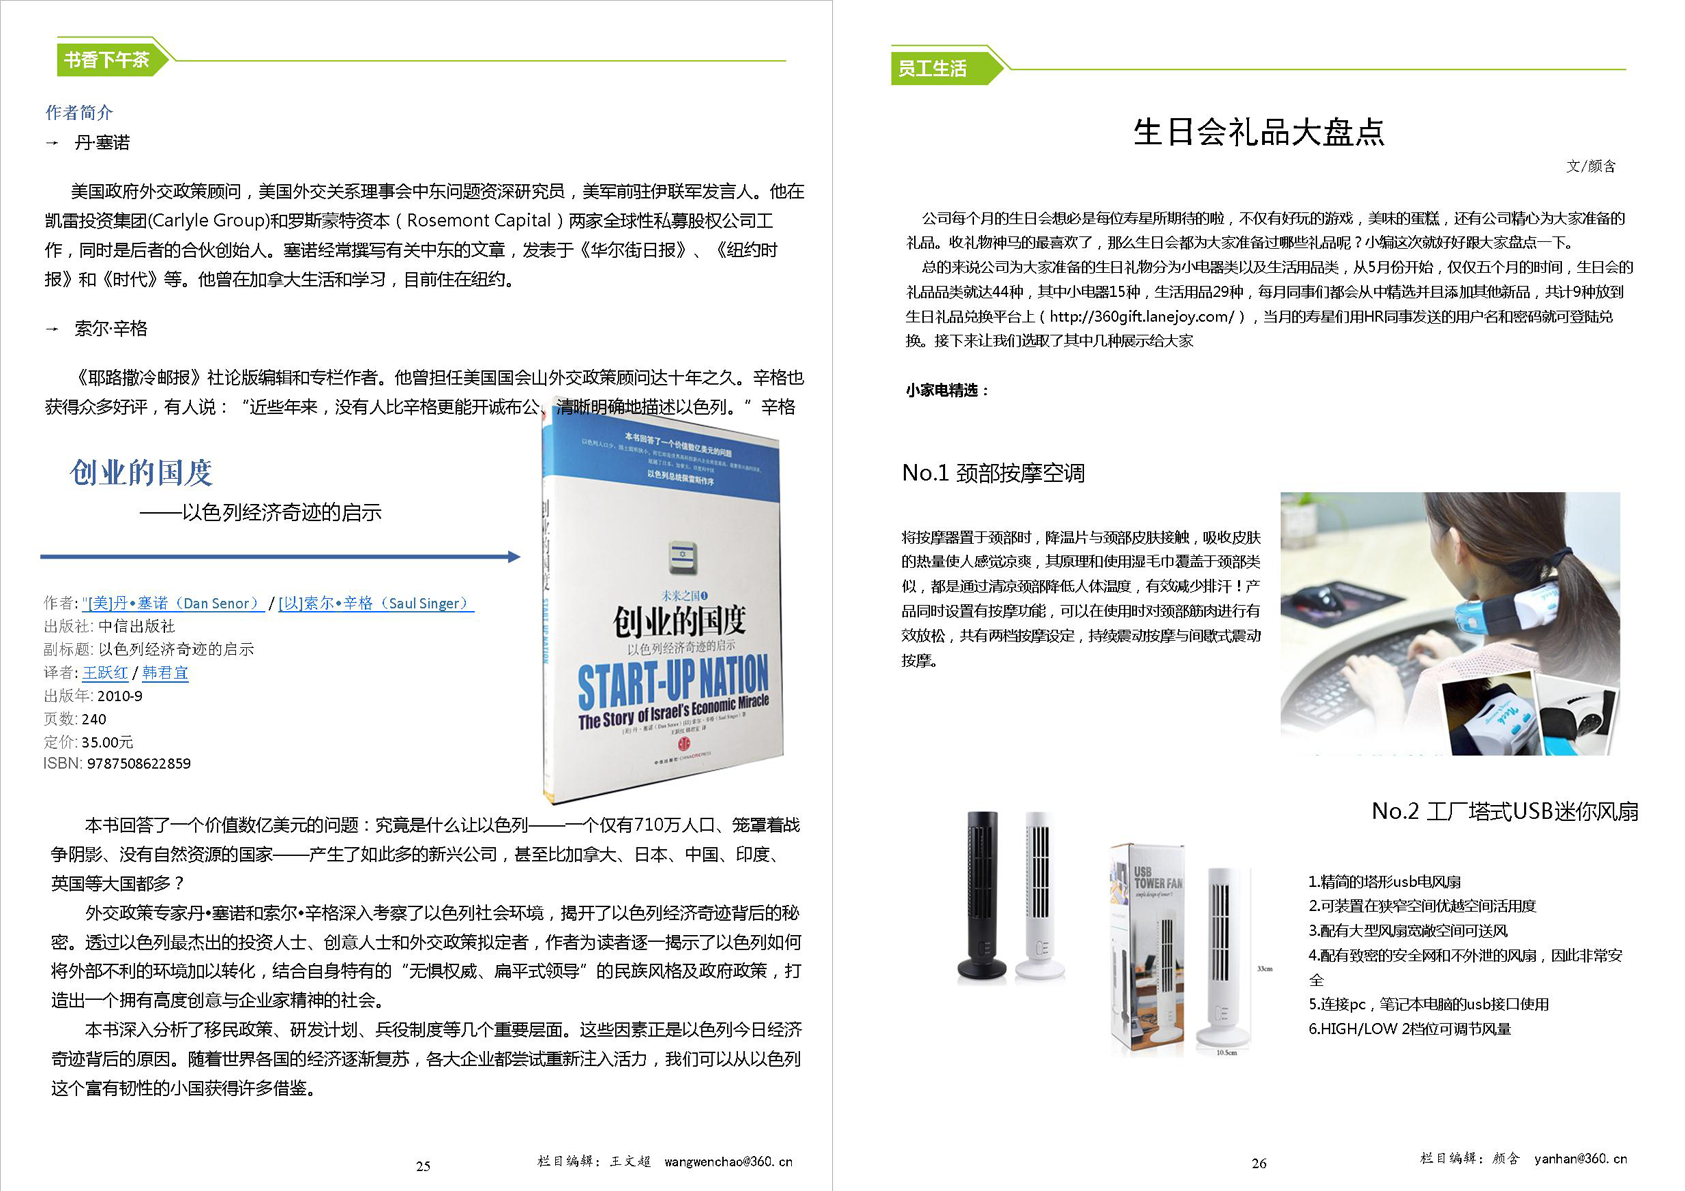 书香下午茶
作者简介
→ 丹·塞诺
美国政府外交政策顾问，美国外交关系理事会中东问题资深研究员，美军前驻伊联军发言人。他在
凯雷投资集团(Carlyle Group)和罗斯蒙特资本（Rosemont Capital）两家全球性私募股权公司工
作，同时是后者的合伙创始人。塞诺经常撰写有关中东的文章，发表于《华尔街日报》、《纽约时
报》和《时代》等。他曾在加拿大生活和学习，目前住在纽约。
→ 索尔·辛格
《耶路撒冷邮报》社论版编辑和专栏作者。他曾担任美国国会山外交政策顾问达十年之久。辛格也
获得众多好评，有人说：“近些年来，没有人比辛格更能开诚布公、清晰明确地描述以色列。”辛格
创业的国度
——以色列经济奇迹的启示
作者: "[美]丹•塞诺（Dan Senor） / [以]索尔•辛格（Saul Singer）
出版社: 中信出版社
副标题: 以色列经济奇迹的启示
译者: 王跃红 / 韩君宜
出版年: 2010-9
页数: 240
定价: 35.00元
ISBN: 9787508622859
本书回答了一个价值数亿美元的问题
以色列总统佩雷斯作序
创业的国度
START-UP NATION
未来之国1
创业的国度
以色列经济奇迹的启示
START-UP NATION
The Story of Israel's Economic Miracle
本书回答了一个价值数亿美元的问题：究竟是什么让以色列——一个仅有710万人口、笼罩着战
争阴影、没有自然资源的国家——产生了如此多的新兴公司，甚至比加拿大、日本、中国、印度、
英国等大国都多？
外交政策专家丹•塞诺和索尔•辛格深入考察了以色列社会环境，揭开了以色列经济奇迹背后的秘
密。透过以色列最杰出的投资人士、创意人士和外交政策拟定者，作者为读者逐一揭示了以色列如何
将外部不利的环境加以转化，结合自身特有的“无惧权威、扁平式领导”的民族风格及政府政策，打
造出一个拥有高度创意与企业家精神的社会。
本书深入分析了移民政策、研发计划、兵役制度等几个重要层面。这些因素正是以色列今日经济
奇迹背后的原因。随着世界各国的经济逐渐复苏，各大企业都尝试重新注入活力，我们可以从以色列
这个富有韧性的小国获得许多借鉴。
25
栏目编辑：王文超 wangwenchao@360.cn
员工生活
生日会礼品大盘点
文/颜含
公司每个月的生日会想必是每位寿星所期待的啦，不仅有好玩的游戏，美味的蛋糕，还有公司精心为大家准备的
礼品。收礼物神马的最喜欢了，那么生日会都为大家准备过哪些礼品呢？小编这次就好好跟大家盘点一下。
总的来说公司为大家准备的生日礼物分为小电器类以及生活用品类，从5月份开始，仅仅五个月的时间，生日会的
礼品品类就达44种，其中小电器15种，生活用品29种，每月同事们都会从中精选并且添加其他新品，共计9种放到
生日礼品兑换平台上（http://360gift.lanejoy.com/），当月的寿星们用HR同事发送的用户名和密码就可登陆兑
换。接下来让我们选取了其中几种展示给大家
小家电精选：
No.1 颈部按摩空调
将按摩器置于颈部时，降温片与颈部皮肤接触，吸收皮肤
的热量使人感觉凉爽，其原理和使用湿毛巾覆盖于颈部类
似，都是通过清凉颈部降低人体温度，有效减少排汗！产
品同时设置有按摩功能，可以在使用时对颈部筋肉进行有
效放松，共有两档按摩设定，持续震动按摩与间歇式震动
按摩。
Neck
No.2 工厂塔式USB迷你风扇
USB
TOWER FAN
33cm
10.5cm
1.精简的塔形usb电风扇
2.可装置在狭窄空间优越空间活用度
3.配有大型风扇宽敞空间可送风
4.配有致密的安全网和不外泄的风扇，因此非常安
全
5.连接pc，笔记本电脑的usb接口使用
6.HIGH/LOW 2档位可调节风量
26
栏目编辑：颜含 yanhan@360.cn